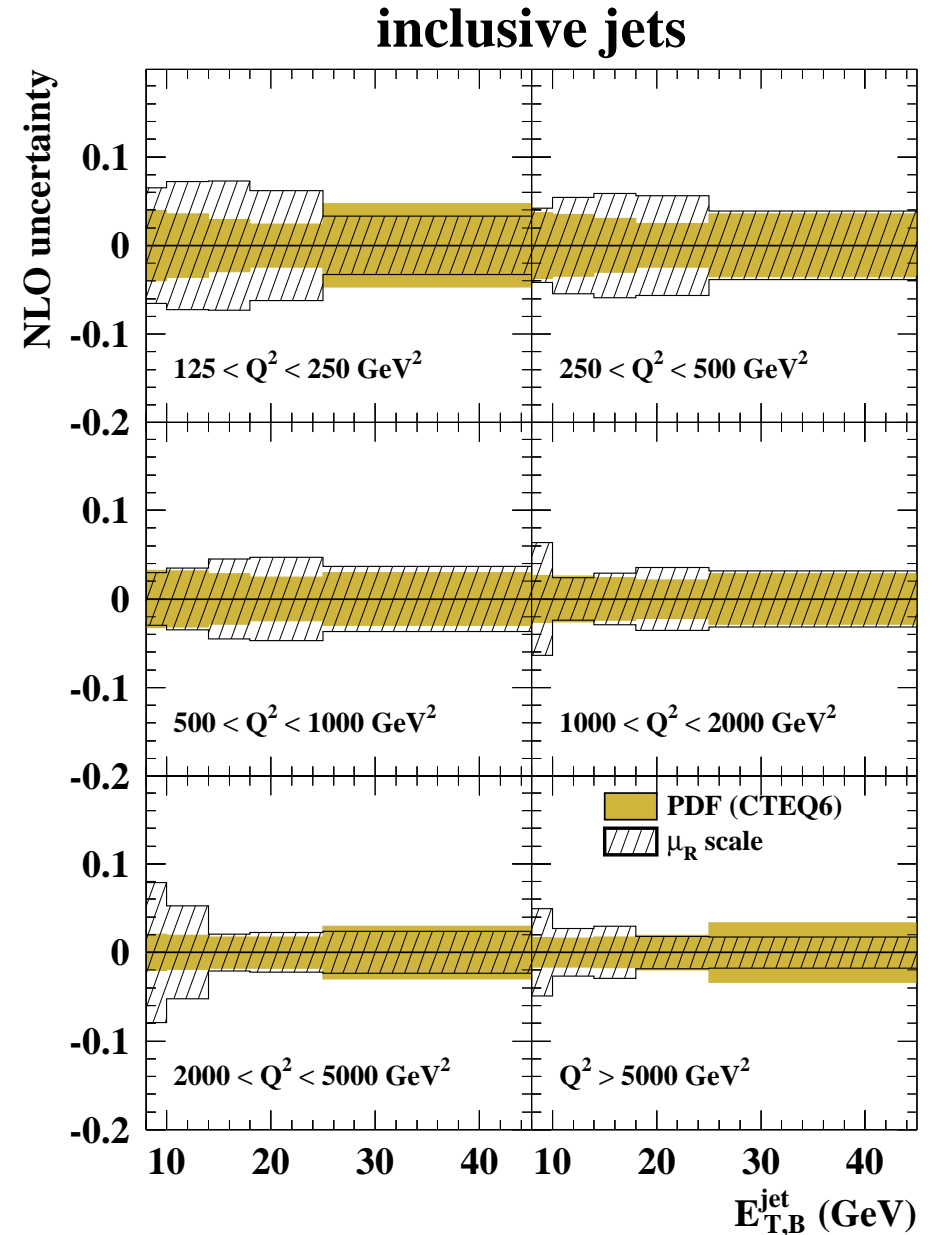 inclusive jets
NLO uncertainty
0.1
0
-0.1
-0.2
125 < Q² < 250 GeV²
250 < Q² < 500 GeV²
0.1
0
-0.1
-0.2
500 < Q² < 1000 GeV²
1000 < Q² < 2000 GeV²
0.1
0
-0.1
-0.2
PDF (CTEQ6)
μ_R scale
2000 < Q² < 5000 GeV²
Q² > 5000 GeV²
10 20 30 40 10 20 30 40
E_{T,B}^{jet} (GeV)